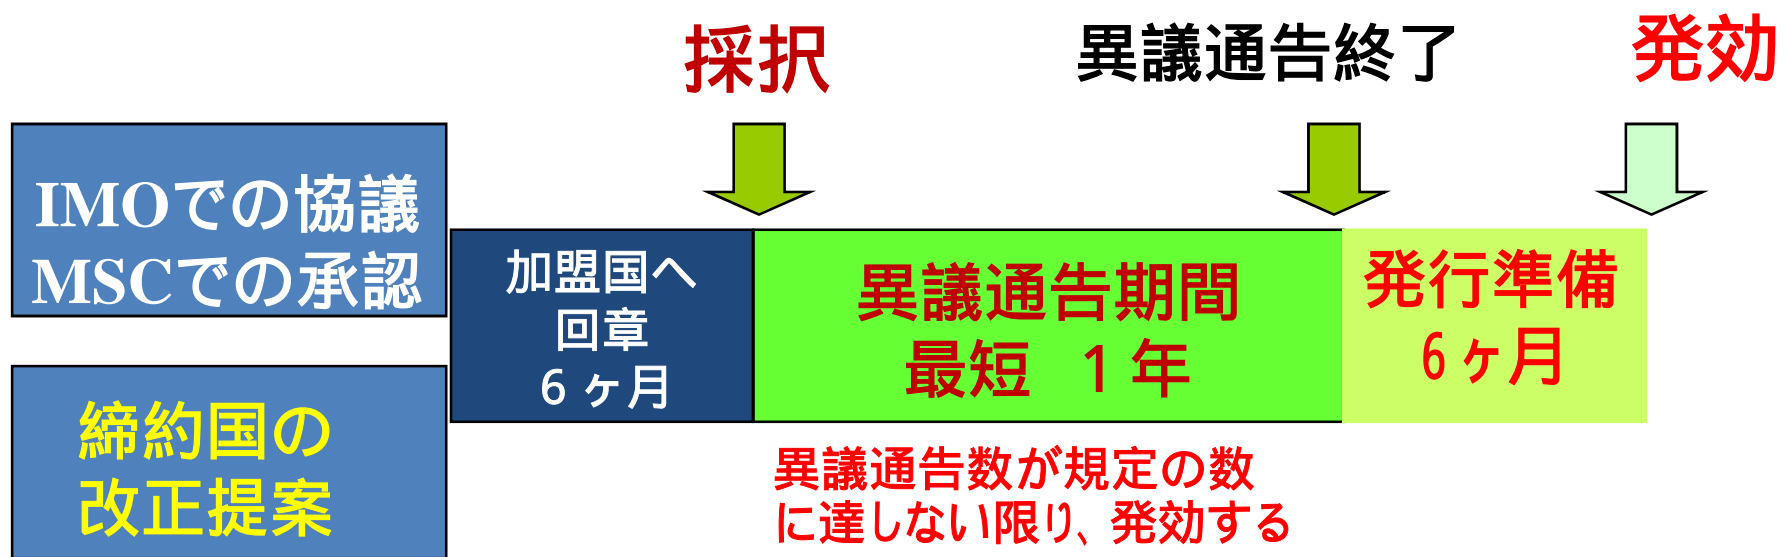 採択
異議通告終了
発効
IMOでの協議
MSCでの承認
加盟国へ
回章
6 ヶ月
異議通告期間
最短 1 年
発行準備
6 ヶ月
締約国の
改正提案
異議通告数が規定の数
に達しない限り、発効する